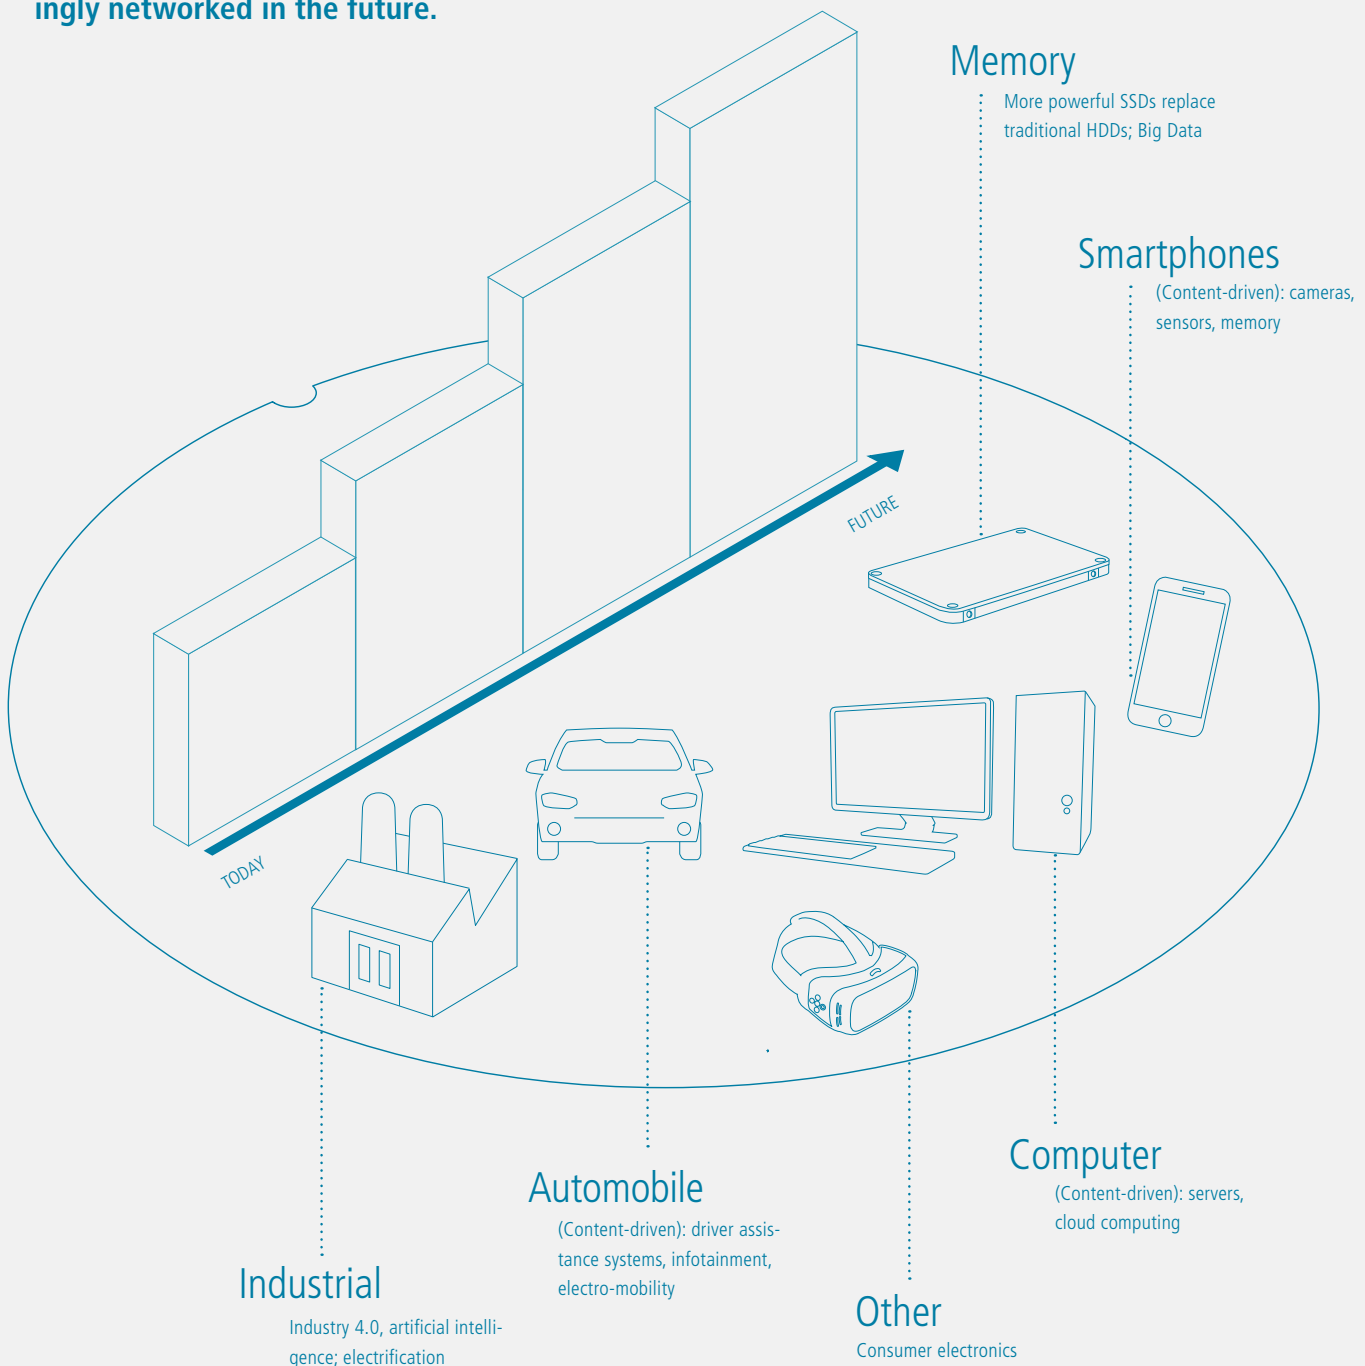 ingly networked in the future.
Memory
More powerful SSDs replace
traditional HDDs; Big Data
Smartphones
(Content-driven): cameras,
sensors, memory
FUTURE
TODAY
Computer
(Content-driven): servers,
cloud computing
Automobile
(Content-driven): driver assis-
tance systems, infotainment,
electro-mobility
Industrial
Industry 4.0, artificial intelli-
gence; electrification
Other
Consumer electronics